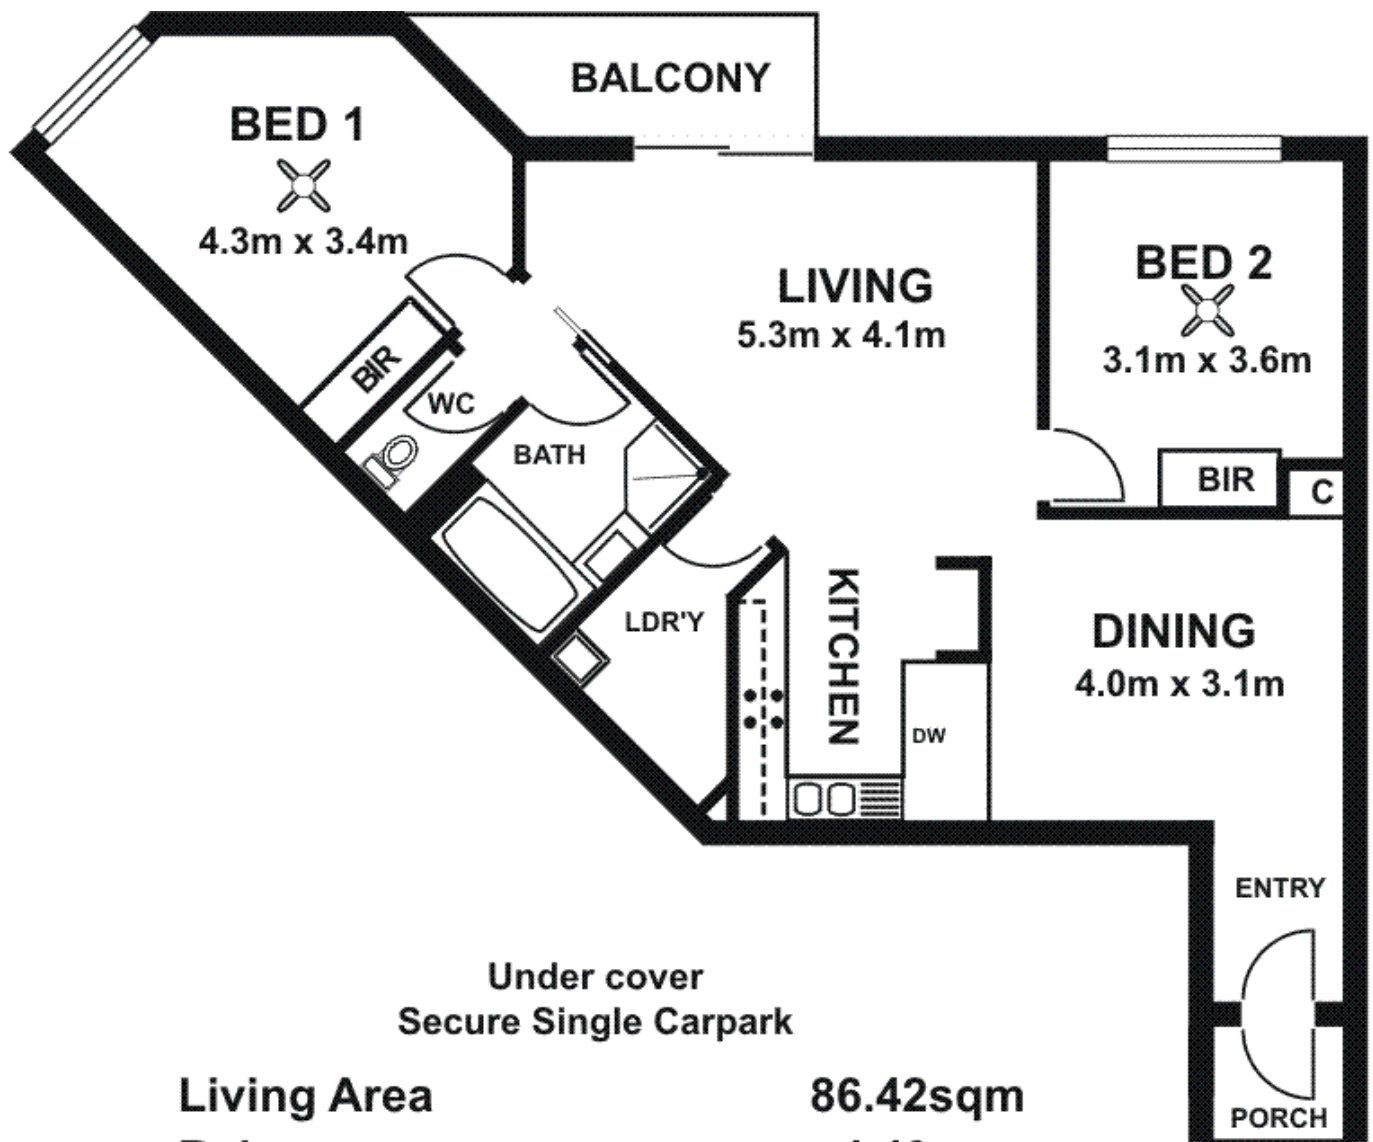 BALCONY
BED 1
4.3m x 3.4m
LIVING
5.3m x 4.1m
BED 2
3.1m x 3.6m
BIR
WC
BATH
BIR
C
LDR'Y
KITCHEN
DINING
4.0m x 3.1m
DW
ENTRY
Under cover
Secure Single Carpark
Living Area 86.42sqm
PORCH